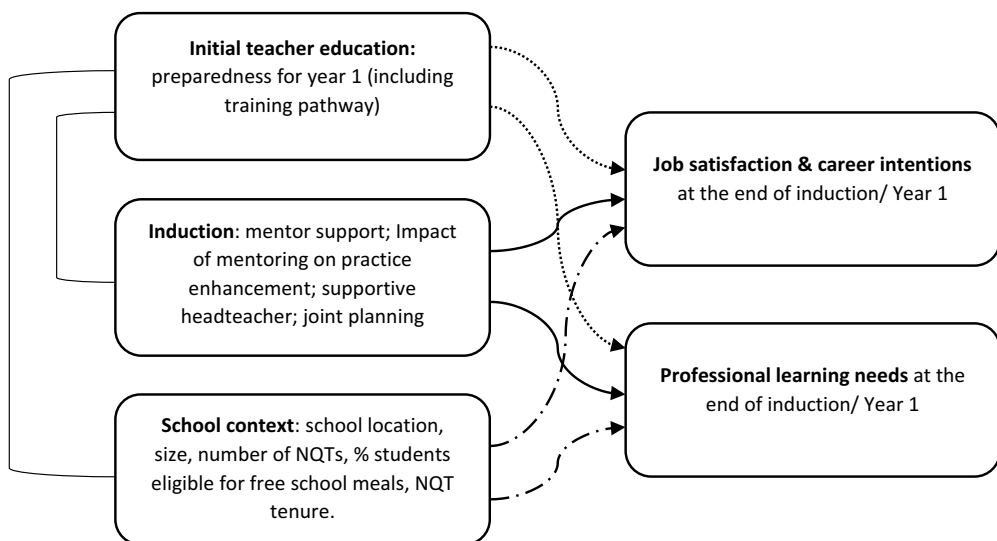 Initial teacher education:
preparedness for year 1 (including
training pathway)
Induction: mentor support; Impact
of mentoring on practice
enhancement; supportive
headteacher; joint planning
School context: school location,
size, number of NQTs, % students
eligible for free school meals, NQT
tenure.
Job satisfaction & career intentions
at the end of induction/ Year 1
Professional learning needs at the
end of induction/ Year 1